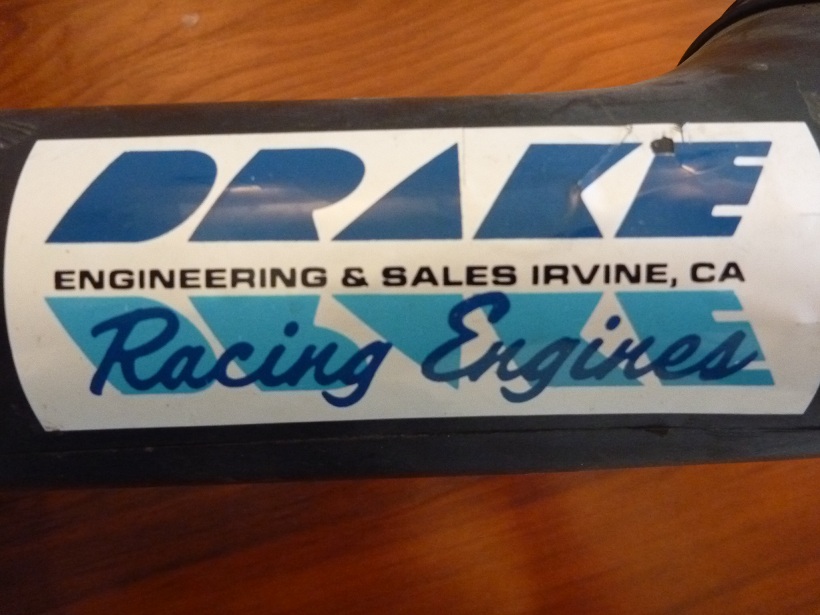 DRAKE
ENGINEERING & SALES IRVINE, CA
Racing Engines